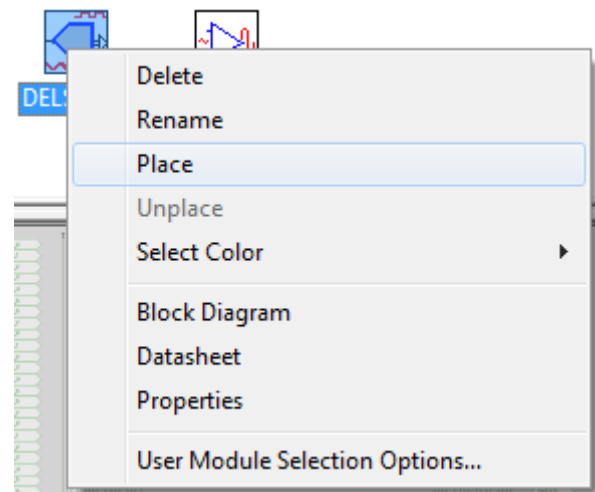 DELS
Delete
Rename
Place
Unplace
Select Color
Block Diagram
Datasheet
Properties
User Module Selection Options...